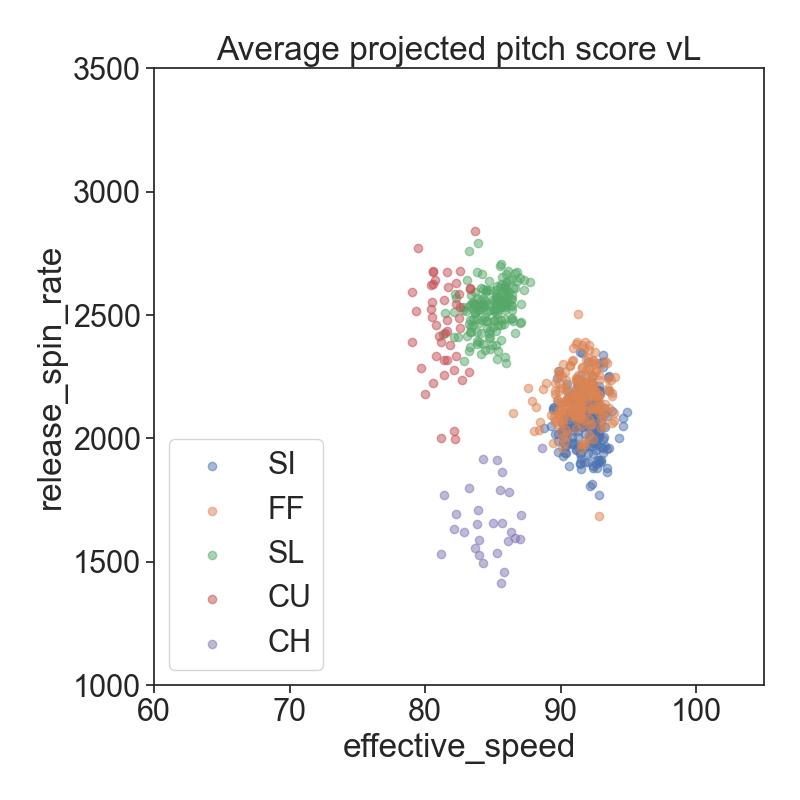 Average projected pitch score vL
3500
3000
2500
2000
1500
1000
release_spin_rate
SI
FF
SL
CU
CH
60 70 80 90 100
effective_speed